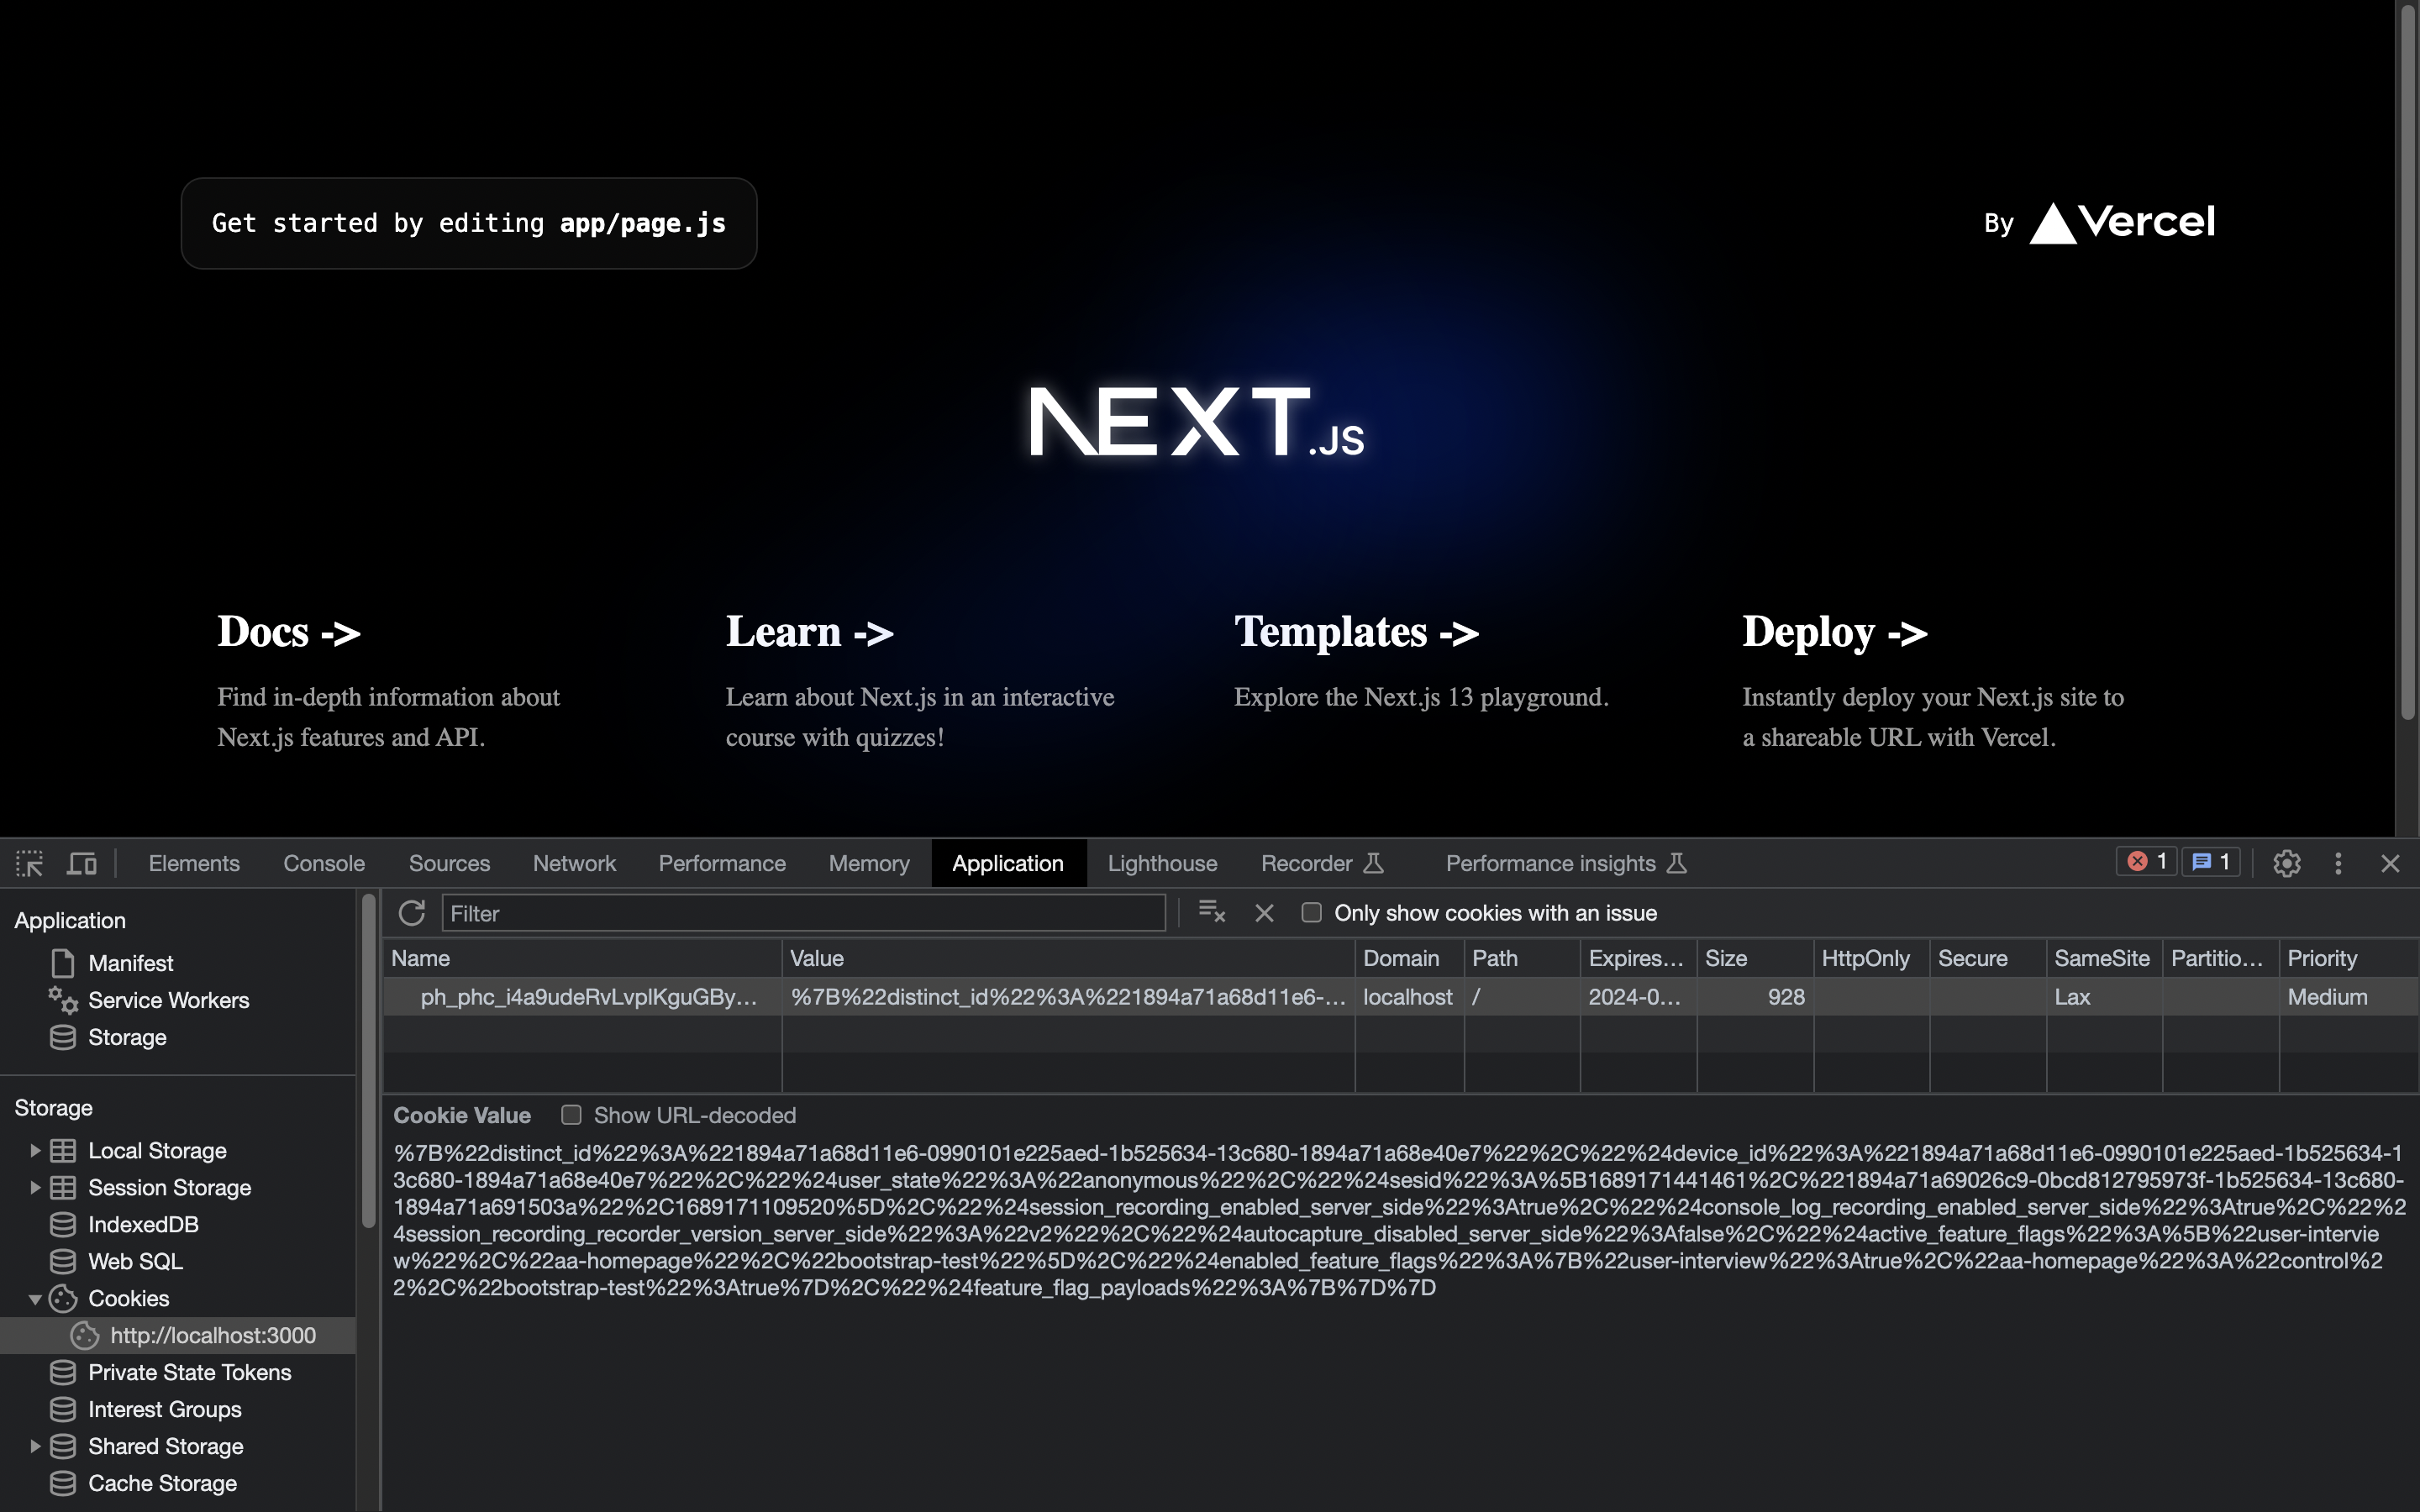 Get started by editing app/page.js
By Vercel
NEXT.JS
Docs ->
Find in-depth information about
Next.js features and API.
Learn ->
Learn about Next.js in an interactive
course with quizzes!
Templates ->
Explore the Next.js 13 playground.
Deploy ->
Instantly deploy your Next.js site to
a shareable URL with Vercel.
Elements Console Sources Network Performance Memory Application Lighthouse Recorder Performance insights 1 1
Application
Manifest
Service Workers
Storage
Storage
Local Storage
Session Storage
IndexedDB
Web SQL
Cookies
http://localhost:3000
Private State Tokens
Interest Groups
Shared Storage
Cache Storage
Filter Only show cookies with an issue
Name Value Domain Path Expires... Size HttpOnly Secure SameSite Partitio... Priority
ph_phc_i4a9udeRvLvplKguGBy... %7B%22distinct_id%22%3A%221894a71a68d11e6-... localhost / 2024-0... 928 Lax Medium
Cookie Value Show URL-decoded
%7B%22distinct_id%22%3A%221894a71a68d11e6-0990101e225aed-1b525634-13c680-1894a71a68e40e7%22%2C%22%24device_id%22%3A%221894a71a68d11e6-0990101e225aed-1b525634-1
3c680-1894a71a68e40e7%22%2C%22%24user_state%22%3A%22anonymous%22%2C%22%24sesid%22%3A%5B1689171441461%2C%221894a71a69026c9-0bcd812795973f-1b525634-13c680-
1894a71a691503a%22%2C1689171109520%5D%2C%22%24session_recording_enabled_server_side%22%3Atrue%2C%22%24console_log_recording_enabled_server_side%22%3Atrue%2C%22%2
4session_recording_recorder_version_server_side%22%3A%22v2%22%2C%22%24autocapture_disabled_server_side%22%3Afalse%2C%22%24active_feature_flags%22%3A%5B%22user-intervie
w%22%2C%22aa-homepage%22%2C%22bootstrap-test%22%5D%2C%22%24enabled_feature_flags%22%3A%7B%22user-interview%22%3Atrue%2C%22aa-homepage%22%3A%22control%2
2%2C%22bootstrap-test%22%3Atrue%7D%2C%22%24feature_flag_payloads%22%3A%7B%7D%7D